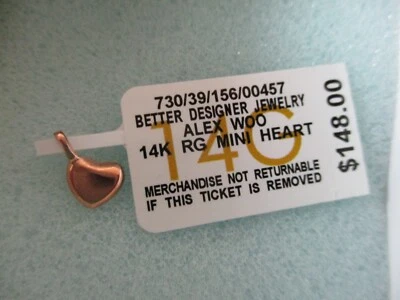 730/39/156/00457
BETTER DESIGNER JEWELRY
ALEX WOO
14K RG MINI HEART
14G
MERCHANDISE NOT RETURNABLE
IF THIS TICKET IS REMOVED
$148.00